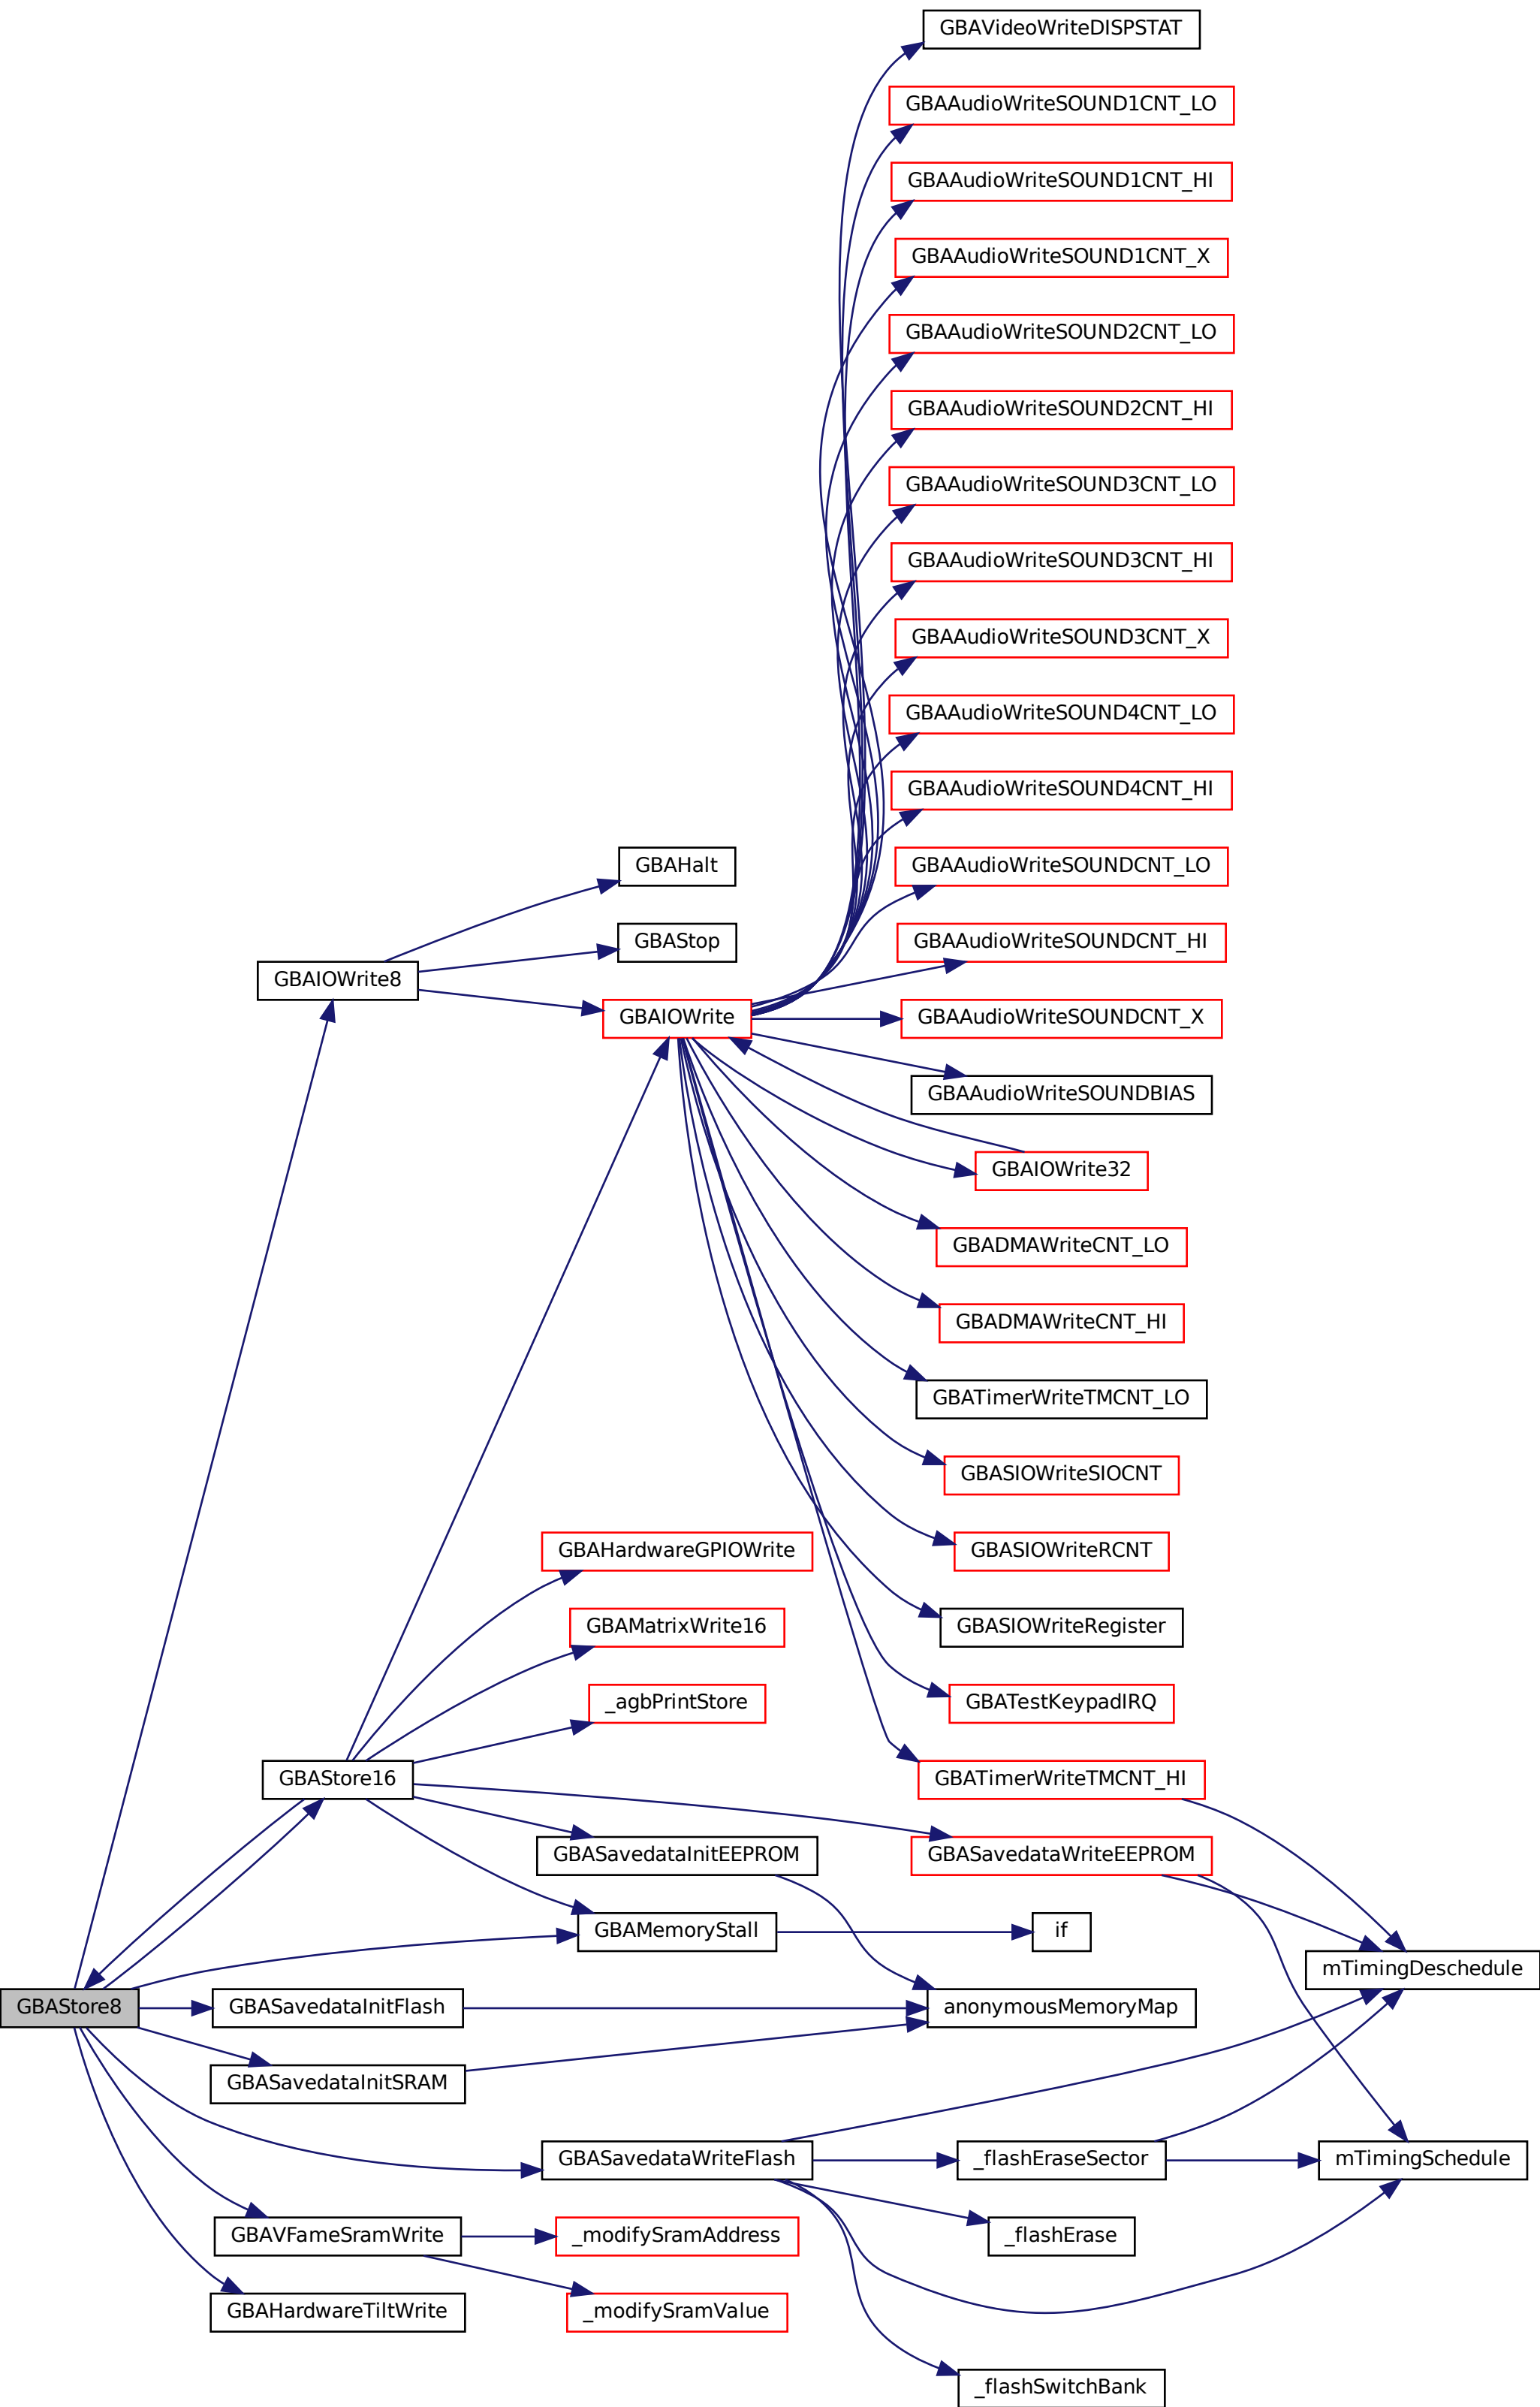 GBAVideoWriteDISPSTAT
GBAAudioWriteSOUND1CNT_LO
GBAAudioWriteSOUND1CNT_HI
GBAAudioWriteSOUND1CNT_X
GBAAudioWriteSOUND2CNT_LO
GBAAudioWriteSOUND2CNT_HI
GBAAudioWriteSOUND3CNT_LO
GBAAudioWriteSOUND3CNT_HI
GBAAudioWriteSOUND3CNT_X
GBAAudioWriteSOUND4CNT_LO
GBAAudioWriteSOUND4CNT_HI
GBAHalt
GBAAudioWriteSOUNDCNT_LO
GBAStop
GBAAudioWriteSOUNDCNT_HI
GBAIOWrite8
GBAIOWrite
GBAAudioWriteSOUNDCNT_X
GBAAudioWriteSOUNDBIAS
GBAIOWrite32
GBADMAWriteCNT_LO
GBADMAWriteCNT_HI
GBATimerWriteTMCNT_LO
GBASIOWriteSIOCNT
GBAHardwareGPIOWrite
GBASIOWriteRCNT
GBAMatrixWrite16
GBASIOWriteRegister
_agbPrintStore
GBATestKeypadIRQ
GBAStore16
GBATimerWriteTMCNT_HI
GBASavedataInitEEPROM
GBASavedataWriteEEPROM
GBAMemoryStall
if
mTimingDeschedule
GBAStore8
GBASavedataInitFlash
anonymousMemoryMap
GBASavedataInitSRAM
GBASavedataWriteFlash
_flashEraseSector
mTimingSchedule
GBAVFameSramWrite
_modifySramAddress
_flashErase
GBAHardwareTiltWrite
_modifySramValue
_flashSwitchBank